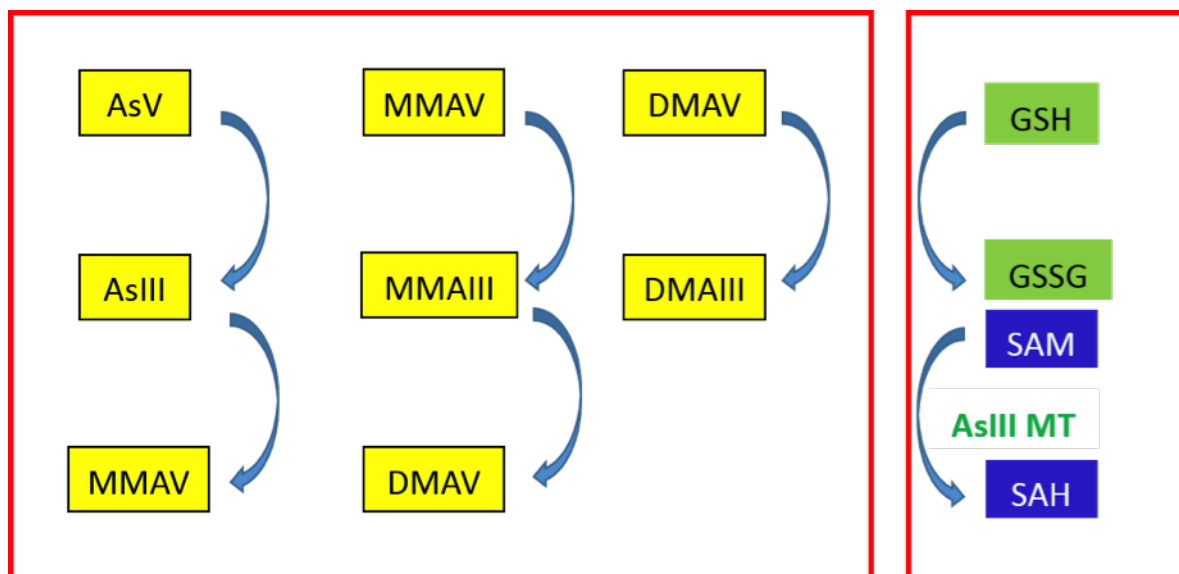 AsV
MMAV
DMAV
AsIII
MMAIII
DMAIII
MMAV
DMAV
GSH
GSSG
SAM
AsIII MT
SAH